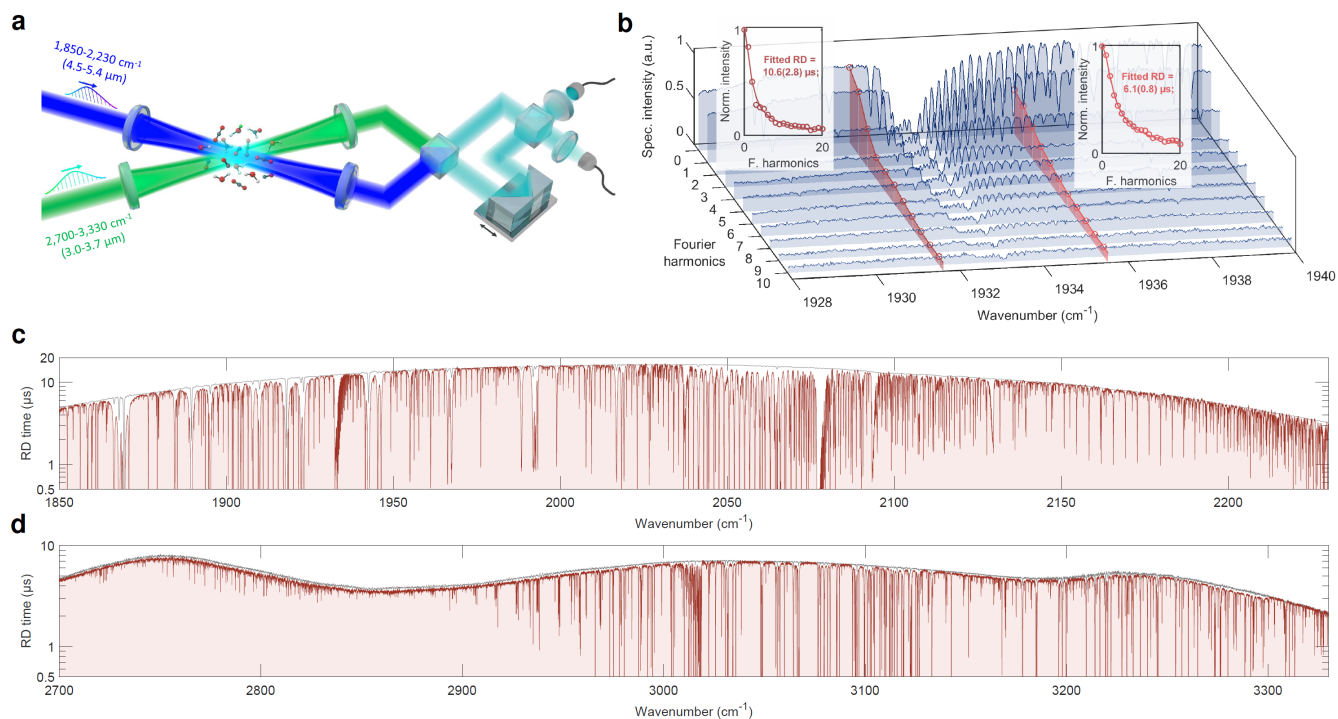 a
1,850-2,230 cm⁻¹
(4.5-5.4 μm)
2,700-3,330 cm⁻¹
(3.0-3.7 μm)
b
Spec. intensity (a.u.)
1
0.5
0
Norm. intensity
1
0
Fitted RD =
10.6(2.8) μs;
0
20
F. harmonics
Norm. intensity
1
0
Fitted RD =
6.1(0.8) μs;
0
20
F. harmonics
0
1
2
3
4
5
6
7
8
9
10
Fourier
harmonics
1928
1930
1932
1934
1936
1938
1940
Wavenumber (cm⁻¹)
c
RD time (μs)
20
10
1
0.5
1850 1900 1950 2000 2050 2100 2150 2200
Wavenumber (cm⁻¹)
d
RD time (μs)
10
1
0.5
2700 2800 2900 3000 3100 3200 3300
Wavenumber (cm⁻¹)